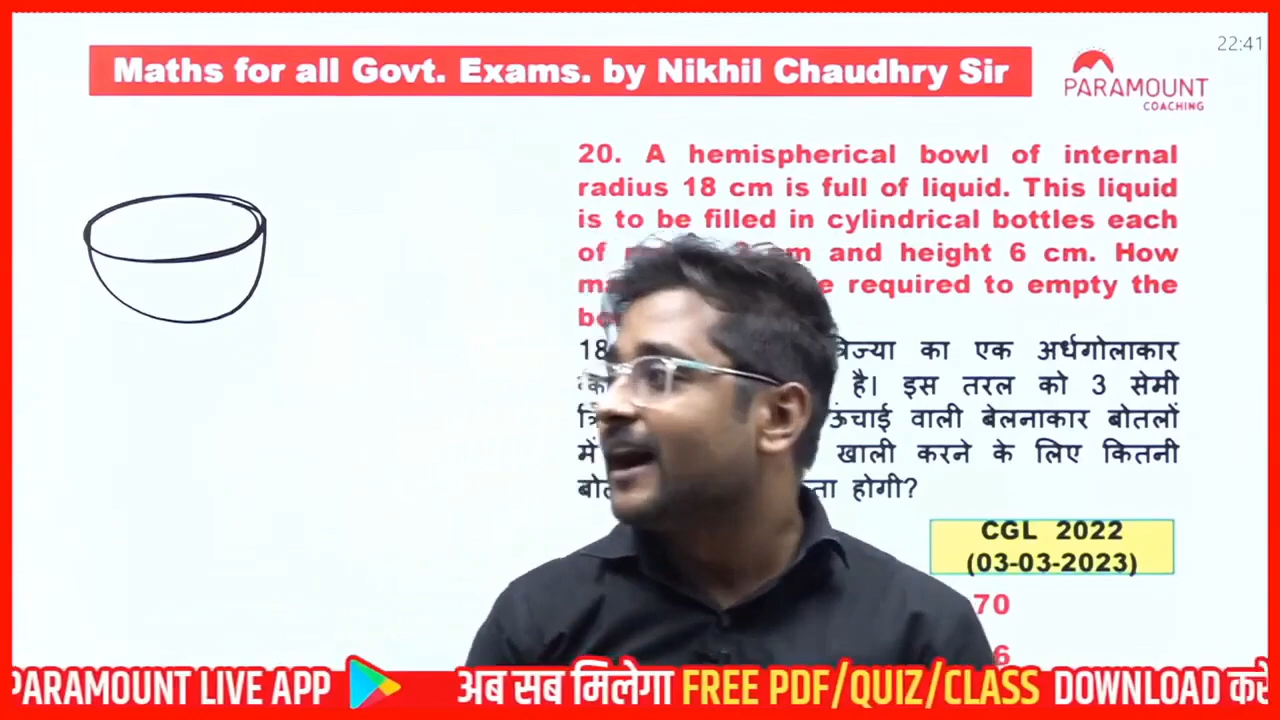 22:41
Maths for all Govt. Exams. by Nikhil Chaudhry Sir
PARAMOUNT
COACHING
20. A hemispherical bowl of internal
radius 18 cm is full of liquid. This liquid
is to be filled in cylindrical bottles each
of and height 6 cm. How
required to empty the
18 का एक अर्धगोलाकार
है। इस तरल को 3 सेमी
वाली बेलनाकार बोतलों
में खाली करने के लिए कितनी
होगी?
CGL 2022
(03-03-2023)
70
6
PARAMOUNT LIVE APP अब सब मिलेगा FREE PDF/QUIZ/CLASS DOWNLOAD करे